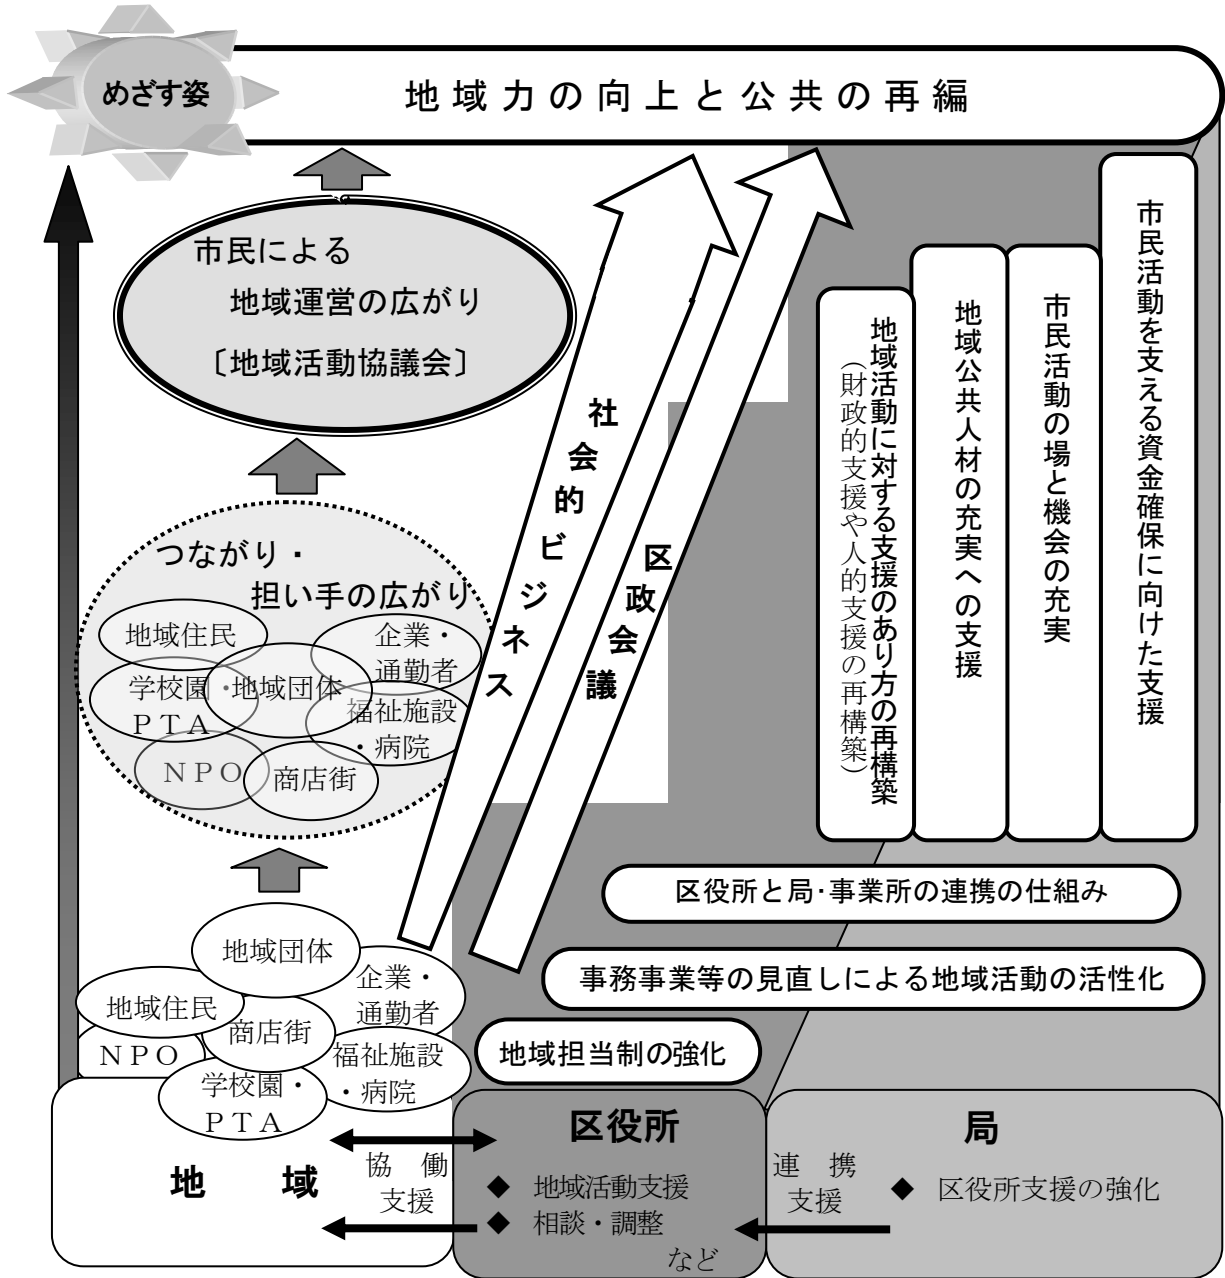 めざす姿
地域力の向上と公共の再編
市民による
地域運営の広がり
〔地域活動協議会〕
つながり・
担い手の広がり
地域住民
企業・
通勤者
学校園・
ＰＴＡ
地域団体
福祉施設
・病院
ＮＰＯ
商店街
社会的ビジネス
区政会議
地域活動に対する支援のあり方の再構築
（財政的支援や人的支援の再構築）
地域公共人材の充実への支援
市民活動の場と機会の充実
市民活動を支える資金確保に向けた支援
区役所と局･事業所の連携の仕組み
事務事業等の見直しによる地域活動の活性化
地域担当制の強化
地域団体
企業・
通勤者
地域住民
商店街
ＮＰＯ
福祉施設
・病院
学校園・
ＰＴＡ
地　域
協　働
支援
区役所
◆ 地域活動支援
◆ 相談・調整
など
連　携
支援
局
◆ 区役所支援の強化